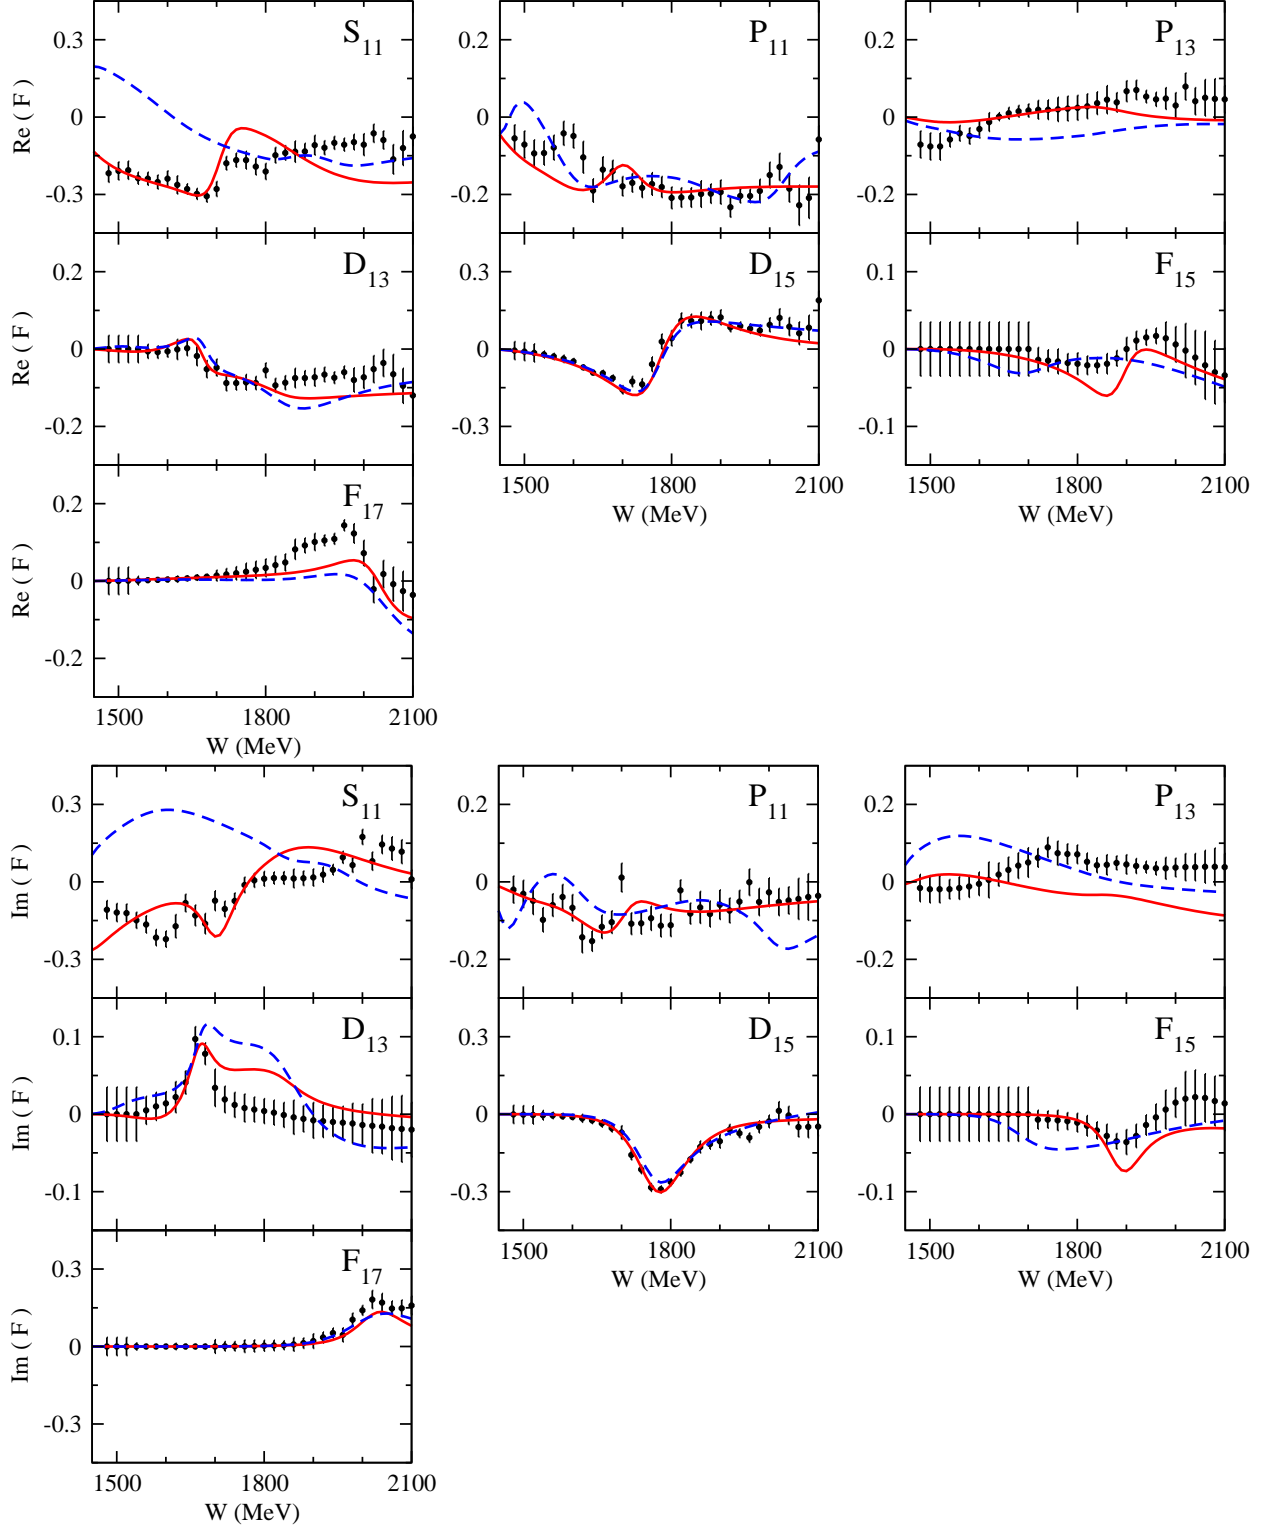 S11 P11 P13
0.3 0.2 0.2
Re ( F ) 0 0 0
-0.3 -0.2 -0.2
D13 D15 F15
0.2 0.3 0.1
Re ( F ) 0 0 0
-0.2 -0.3 -0.1
F17
1500 1800 2100 1500 1800 2100
W (MeV) W (MeV)
0.2
Re ( F ) 0
-0.2
1500 1800 2100
W (MeV)
S11 P11 P13
0.3 0.2 0.2
Im ( F ) 0 0 0
-0.3 -0.2 -0.2
D13 D15 F15
0.1 0.3 0.1
Im ( F ) 0 0 0
-0.1 -0.3 -0.1
F17
1500 1800 2100 1500 1800 2100
W (MeV) W (MeV)
0.3
Im ( F ) 0
-0.3
1500 1800 2100
W (MeV)